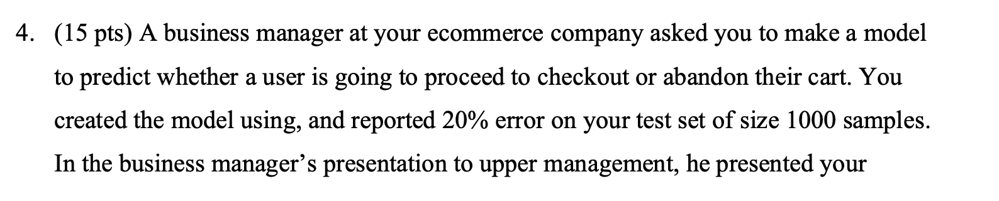 4. (15 pts) A business manager at your ecommerce company asked you to make a model
to predict whether a user is going to proceed to checkout or abandon their cart. You
created the model using, and reported 20% error on your test set of size 1000 samples.
In the business manager’s presentation to upper management, he presented your